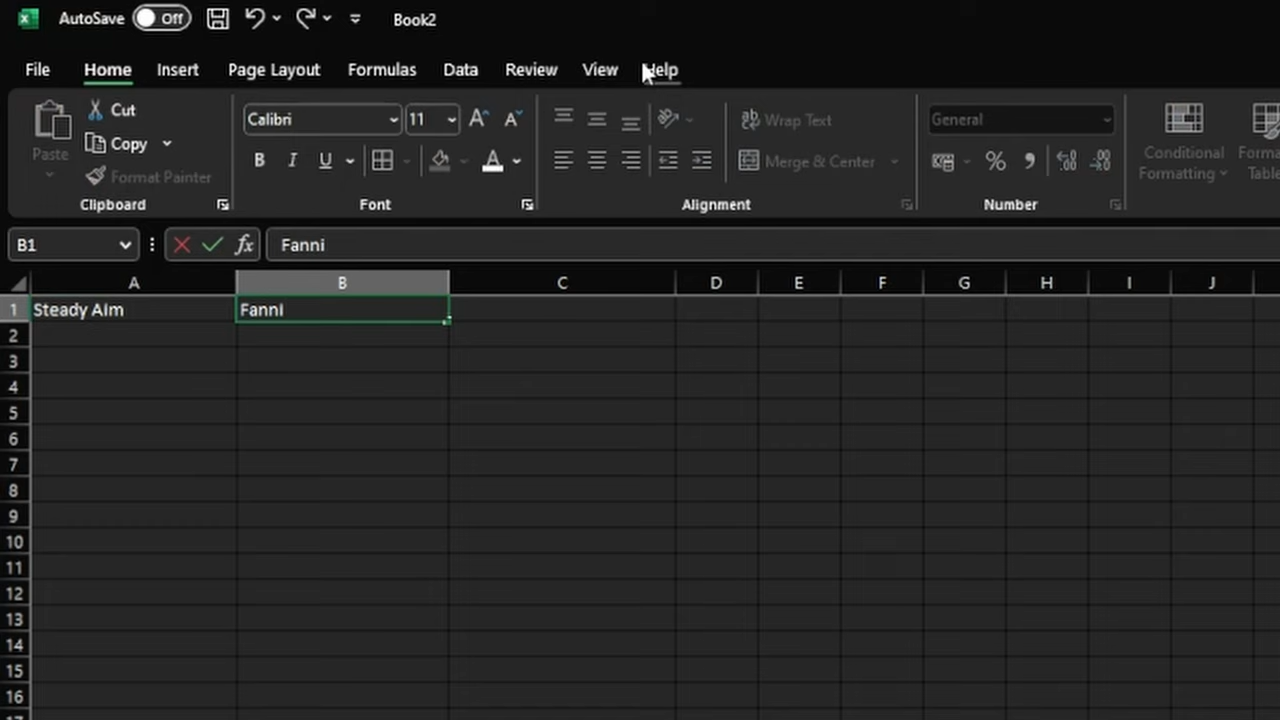 AutoSave Off Book2
File Home Insert Page Layout Formulas Data Review View Help
Cut
Calibri 11 Wrap Text General
Copy
Paste Conditional
B I U A Merge & Center % Formatting
Format Painter
Clipboard Font Alignment Number
B1 fx Fanni
A B C D E F G H I J
1 Steady Aim Fanni
2
3
4
5
6
7
8
9
10
11
12
13
14
15
16